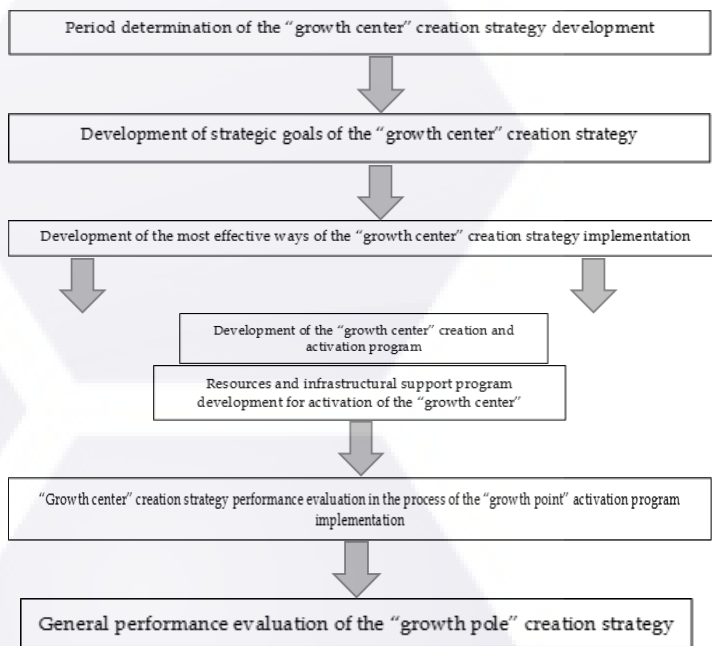 Period determination of the “growth center” creation strategy development
Development of strategic goals of the “growth center” creation strategy
Development of the most effective ways of the “growth center” creation strategy implementation
Development of the “growth center” creation and
activation program
Resources and infrastructural support program
development for activation of the “growth center”
“Growth center” creation strategy performance evaluation in the process of the “growth point” activation program
implementation
General performance evaluation of the “growth pole” creation strategy